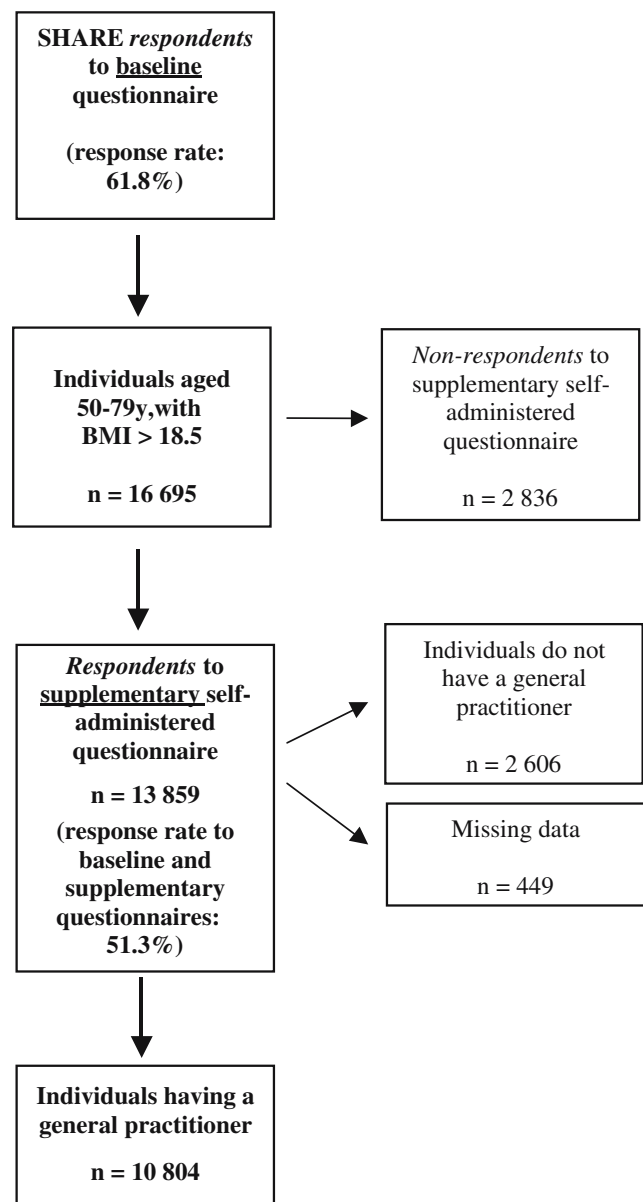 SHARE respondents
to baseline
questionnaire
(response rate:
61.8%)
Individuals aged
50-79y,with
BMI > 18.5
n = 16 695
Non-respondents to
supplementary self-
administered
questionnaire
n = 2 836
Respondents to
supplementary self-
administered
questionnaire
n = 13 859
(response rate to
baseline and
supplementary
questionnaires:
51.3%)
Individuals do not
have a general
practitioner
n = 2 606
Missing data
n = 449
Individuals having a
general practitioner
n = 10 804